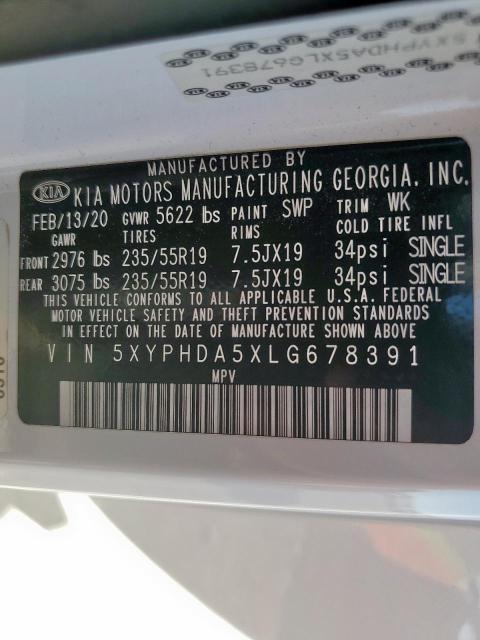 5XYPHDA5XLG678391
MANUFACTURED BY
KIA KIA MOTORS MANUFACTURING GEORGIA, INC.
FEB/13/20 GVWR 5622 lbs PAINT SWP TRIM WK
GAWR TIRES RIMS COLD TIRE INFL
FRONT 2976 lbs 235/55R19 7.5JX19 34psi SINGLE
REAR 3075 lbs 235/55R19 7.5JX19 34psi SINGLE
THIS VEHICLE CONFORMS TO ALL APPLICABLE U.S.A. FEDERAL
MOTOR VEHICLE SAFETY AND THEFT PREVENTION STANDARDS
IN EFFECT ON THE DATE OF MANUFACTURE SHOWN ABOVE.
VIN 5XYPHDA5XLG678391
MPV